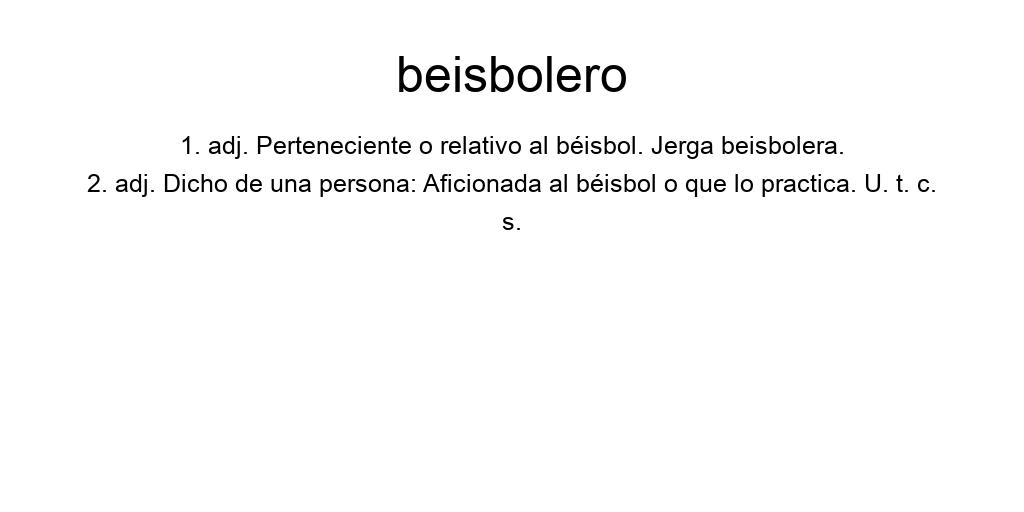 beisbolero
1. adj. Perteneciente o relativo al béisbol. Jerga beisbolera.
2. adj. Dicho de una persona: Aficionada al béisbol o que lo practica. U. t. c.
s.